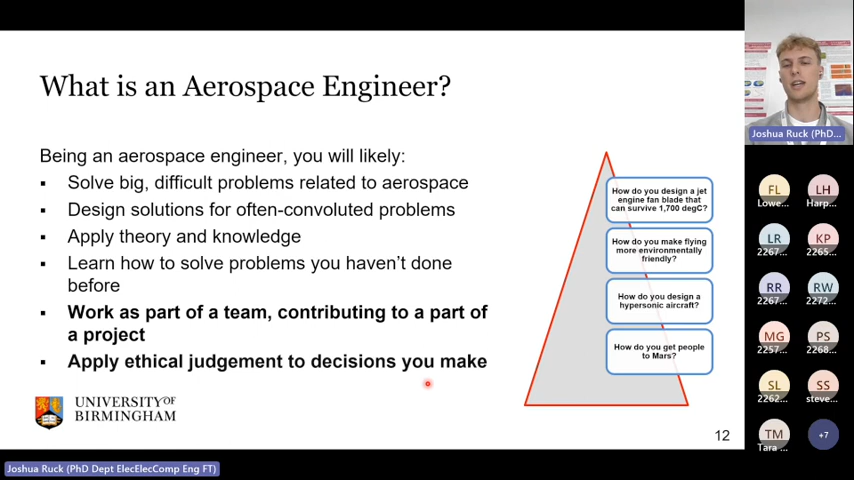 What is an Aerospace Engineer?
Being an aerospace engineer, you will likely:
▪ Solve big, difficult problems related to aerospace
▪ Design solutions for often-convoluted problems
▪ Apply theory and knowledge
▪ Learn how to solve problems you haven't done
before
▪ Work as part of a team, contributing to a part of
a project
▪ Apply ethical judgement to decisions you make
How do you design a jet
engine fan blade that
can survive 1,700 degC?
How do you make flying
more environmentally
friendly?
How do you design a
hypersonic aircraft?
How do you get people
to Mars?
UNIVERSITY OF
BIRMINGHAM
12
Joshua Ruck (PhD Dept ElecElecComp Eng FT)
Joshua Ruck (PhD...
FL
Lowe...
LH
Harp...
LR
2267...
KP
2265...
RR
2267...
RW
2272...
MG
2257...
PS
2268...
SL
2262...
SS
steve...
TM
Tara ...
+7